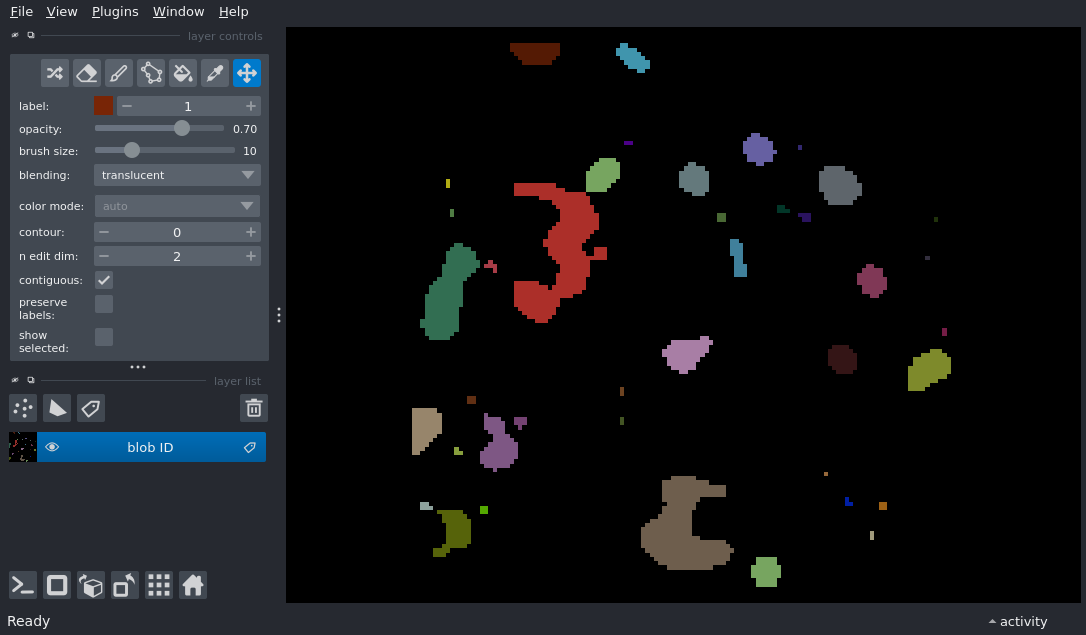 File View Plugins Window Help
layer controls
label: 1
opacity: 0.70
brush size: 10
blending: translucent
color mode: auto
contour: 0
n edit dim: 2
contiguous:
preserve
labels:
show
selected:
layer list
blob ID
Ready
activity